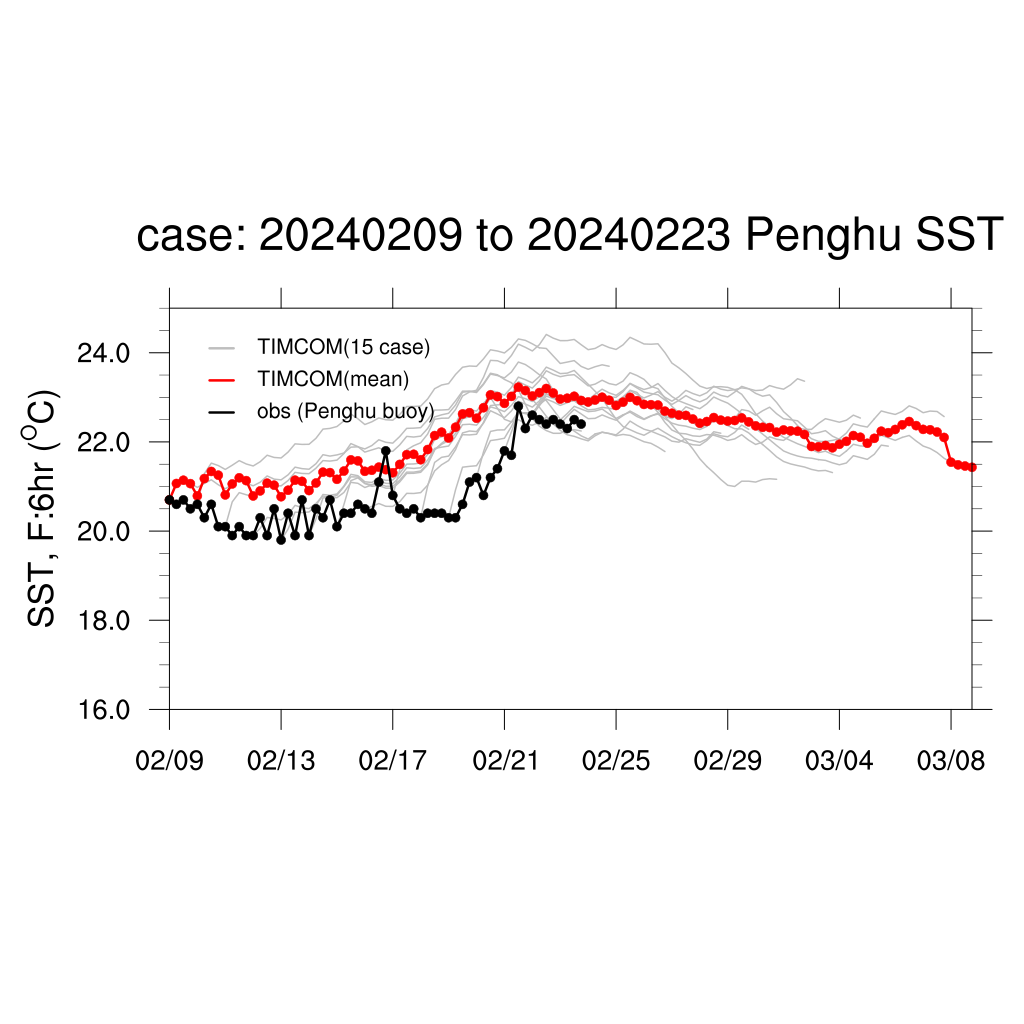 case: 20240209 to 20240223 Penghu SST
TIMCOM(15 case)
TIMCOM(mean)
obs (Penghu buoy)
SST, F:6hr (°C)
24.0
22.0
20.0
18.0
16.0
02/09 02/13 02/17 02/21 02/25 02/29 03/04 03/08